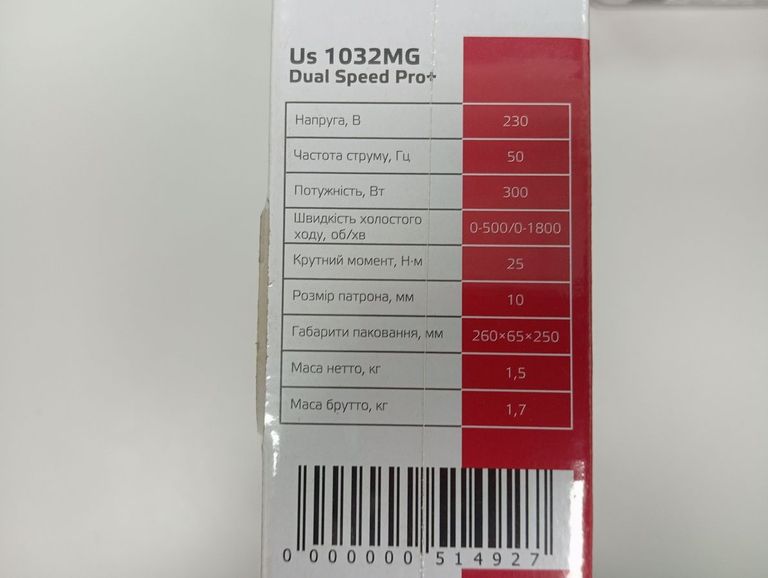 Us 1032MG
Dual Speed Pro+
Напруга, В 230
Частота струму, Гц 50
Потужність, Вт 300
Швидкість холостого
ходу, об/хв 0-500/0-1800
Крутний момент, Н·м 25
Розмір патрона, мм 10
Габарити паковання, мм 260×65×250
Маса нетто, кг 1,5
Маса брутто, кг 1,7
0 000000 514927